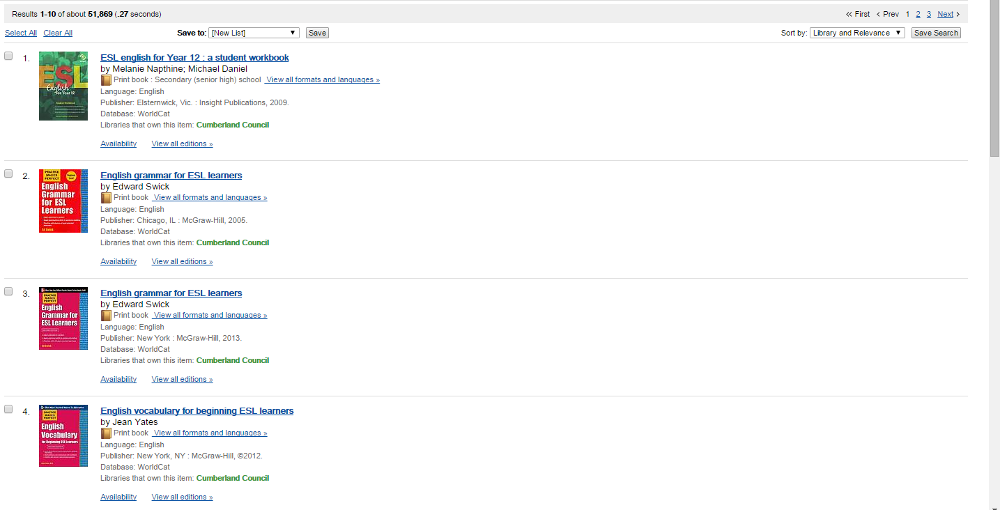 Results 1-10 of about 51,869 (.27 seconds)
« First ‹ Prev 1 2 3 Next ›
Select All Clear All Save to: [New List] Save Sort by: Library and Relevance Save Search
1.
ESL
English
for Year 12
Student Workbook
ESL english for Year 12 : a student workbook
by Melanie Napthine; Michael Daniel
Print book : Secondary (senior high) school View all formats and languages »
Language: English
Publisher: Elsternwick, Vic. : Insight Publications, 2009.
Database: WorldCat
Libraries that own this item: Cumberland Council
Availability View all editions »
2.
PRACTICE
MAKES
PERFECT
English
Grammar
for ESL
Learners
Ed Swick
English grammar for ESL learners
by Edward Swick
Print book View all formats and languages »
Language: English
Publisher: Chicago, IL : McGraw-Hill, 2005.
Database: WorldCat
Libraries that own this item: Cumberland Council
Availability View all editions »
3.
PRACTICE
MAKES
PERFECT
English
Grammar for
ESL Learners
Ed Swick
English grammar for ESL learners
by Edward Swick
Print book View all formats and languages »
Language: English
Publisher: New York : McGraw-Hill, 2013.
Database: WorldCat
Libraries that own this item: Cumberland Council
Availability View all editions »
4.
PRACTICE
MAKES
PERFECT
English
Vocabulary
for Beginning ESL Learners
English vocabulary for beginning ESL learners
by Jean Yates
Print book View all formats and languages »
Language: English
Publisher: New York, NY : McGraw-Hill, ©2012.
Database: WorldCat
Libraries that own this item: Cumberland Council
Availability View all editions »